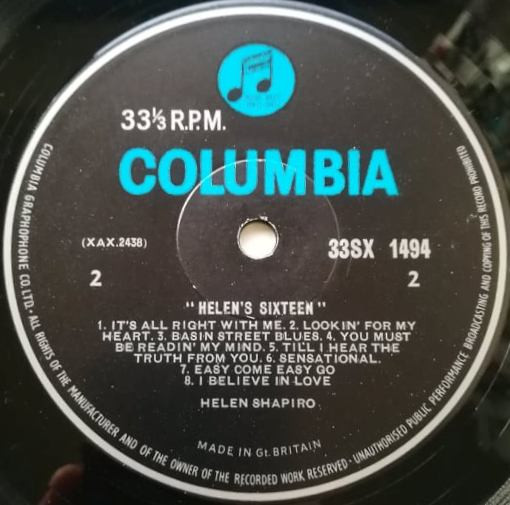 33⅓ R.P.M.
COLUMBIA
(XAX.2438)
33SX 1494
2
2
"HELEN'S SIXTEEN"
1. IT'S ALL RIGHT WITH ME. 2. LOOKIN' FOR MY
HEART. 3. BASIN STREET BLUES. 4. YOU MUST
BE READIN' MY MIND. 5. TILL I HEAR THE
TRUTH FROM YOU. 6. SENSATIONAL.
7. EASY COME EASY GO
8. I BELIEVE IN LOVE
HELEN SHAPIRO
MADE IN Gt. BRITAIN
COLUMBIA GRAPHOPHONE CO. LTD. · ALL RIGHTS OF THE MANUFACTURER AND OF THE OWNER OF THE RECORDED WORK RESERVED · UNAUTHORISED PUBLIC PERFORMANCE BROADCASTING AND COPYING OF THIS RECORD PROHIBITED